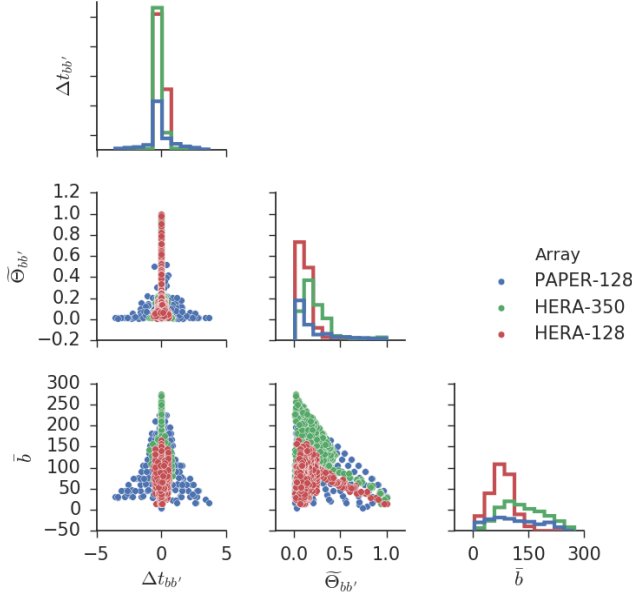 Δt_{bb′}
1.2
1.0
0.8
0.6
0.4
0.2
0.0
−0.2
Θ̃_{bb′}
Array
PAPER-128
HERA-350
HERA-128
300
250
200
150
100
50
0
−50
b̄
−5 0 5
0.0 0.5 1.0
0 150 300
Δt_{bb′} Θ̃_{bb′} b̄